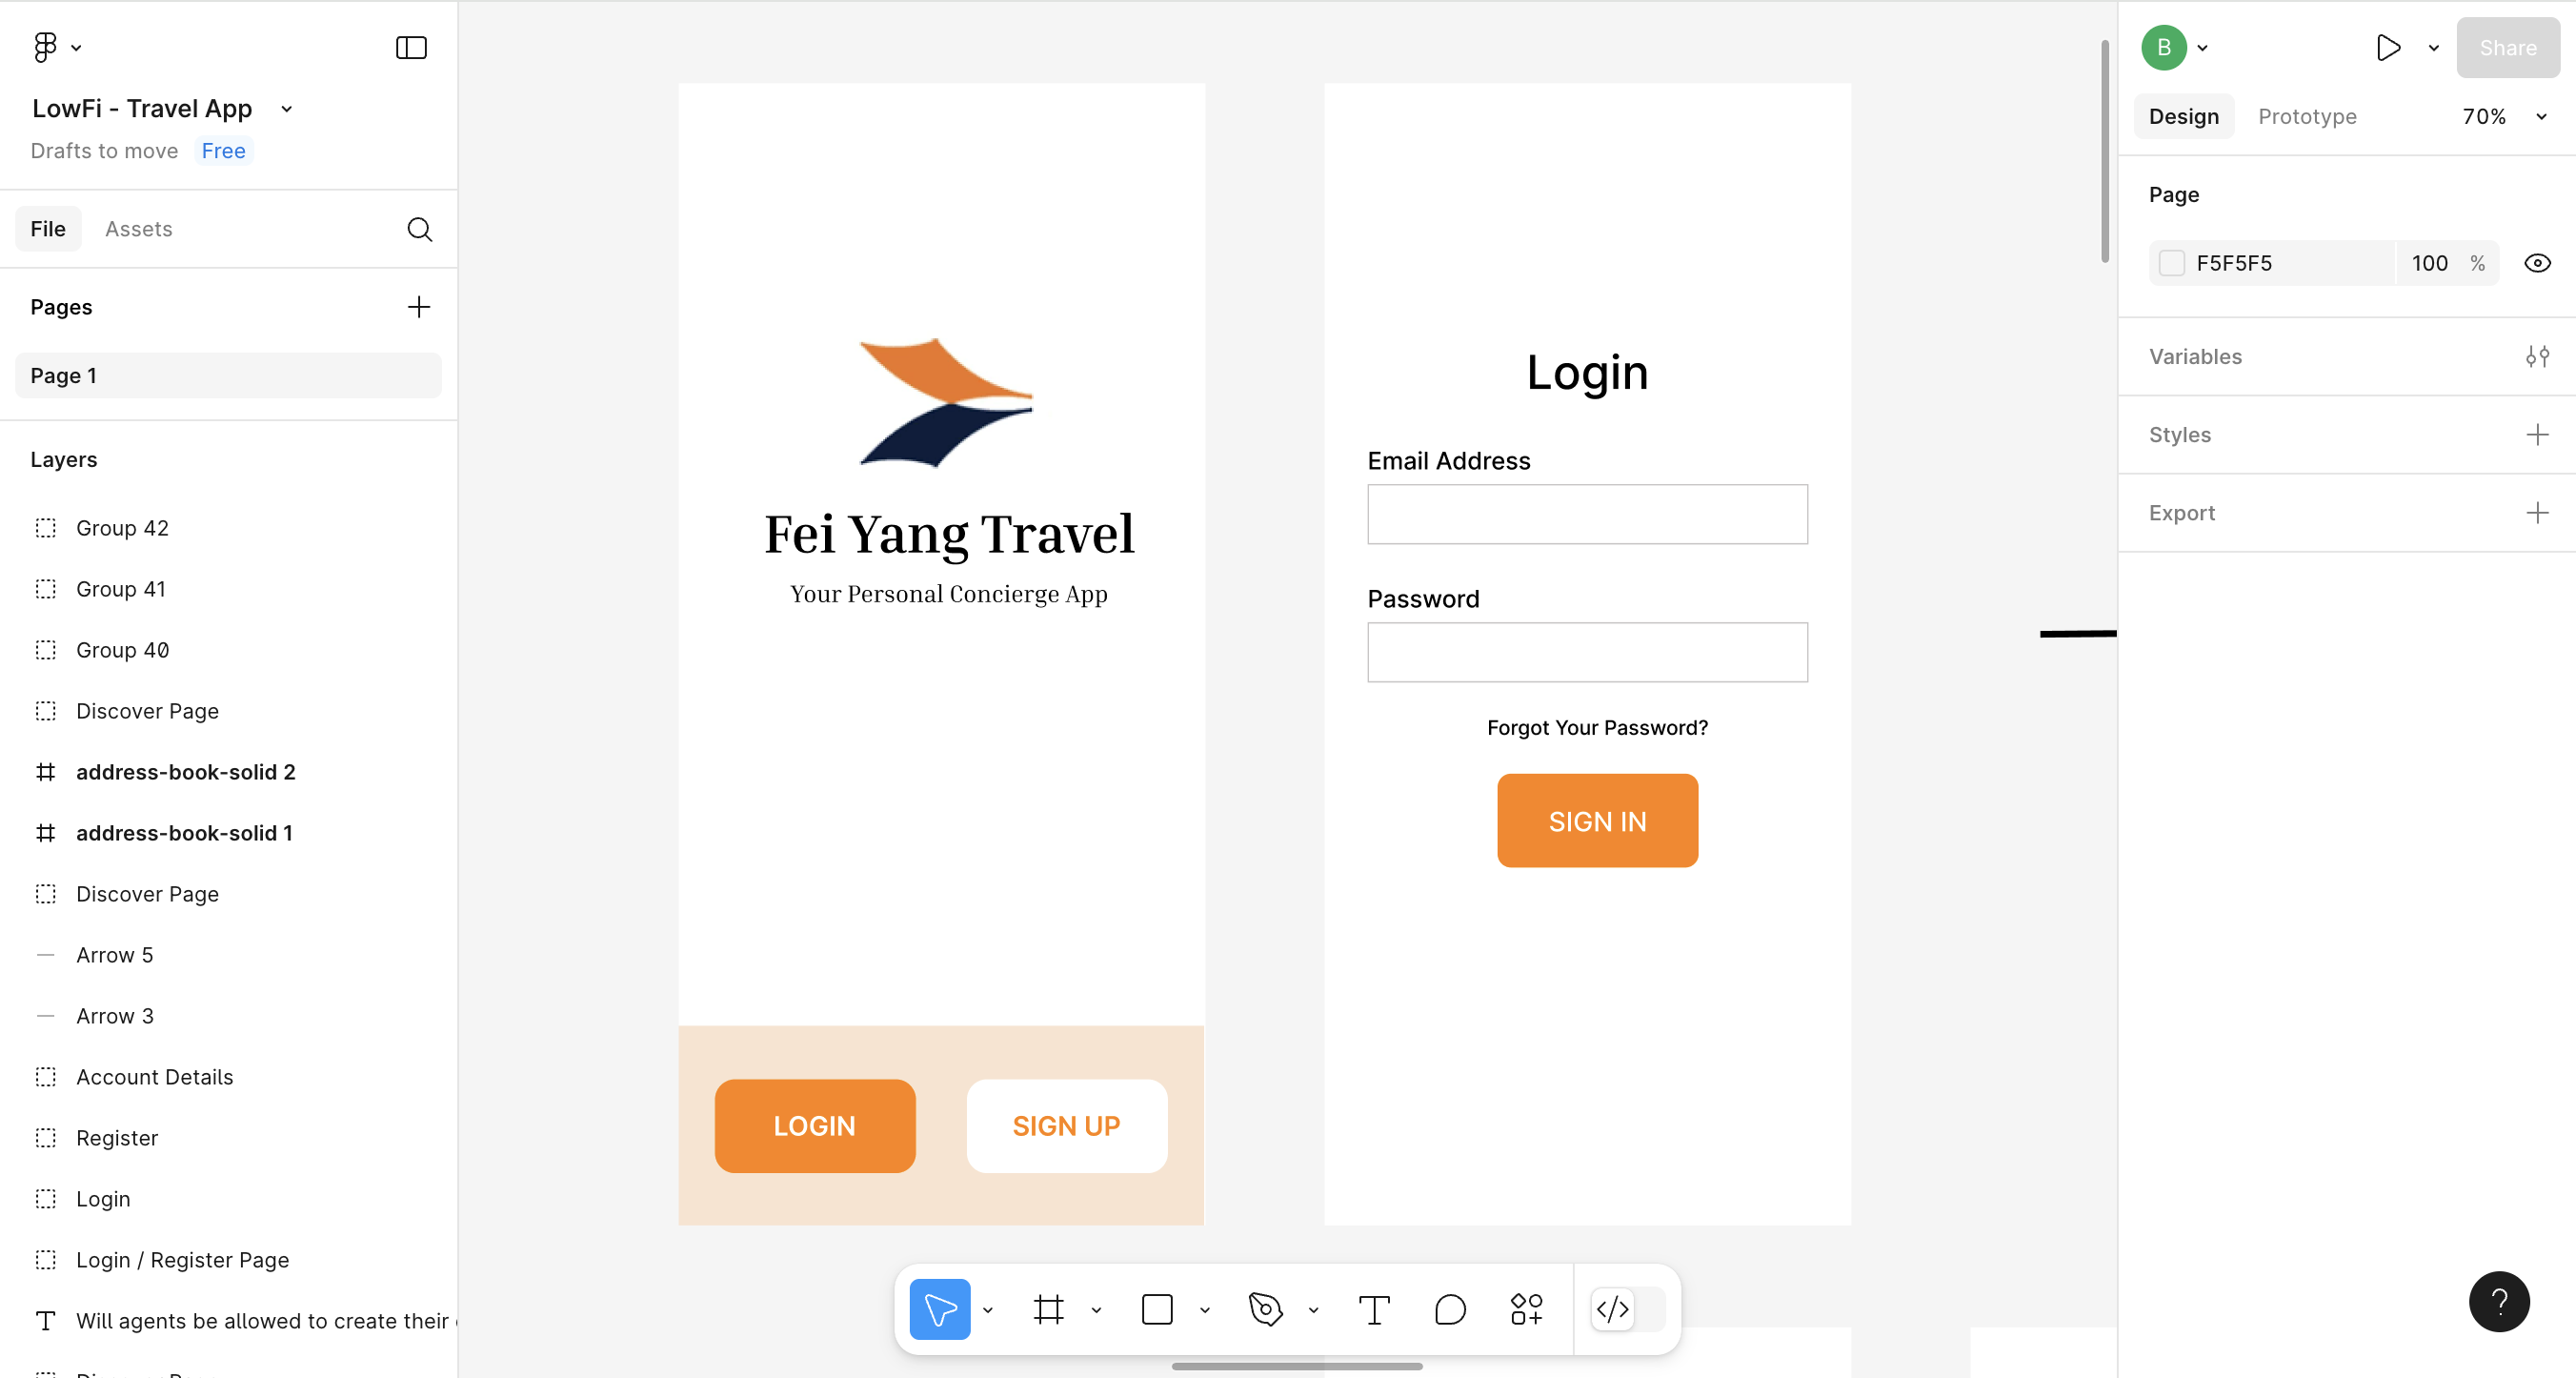 LowFi - Travel App
Drafts to move Free
File Assets
Pages
Page 1
Layers
Group 42
Group 41
Group 40
Discover Page
address-book-solid 2
address-book-solid 1
Discover Page
Arrow 5
Arrow 3
Account Details
Register
Login
Login / Register Page
Will agents be allowed to create their
Fei Yang Travel
Your Personal Concierge App
LOGIN
SIGN UP
Login
Email Address
Password
Forgot Your Password?
SIGN IN
B
Share
Design Prototype 70%
Page
F5F5F5 100 %
Variables
Styles
Export
?